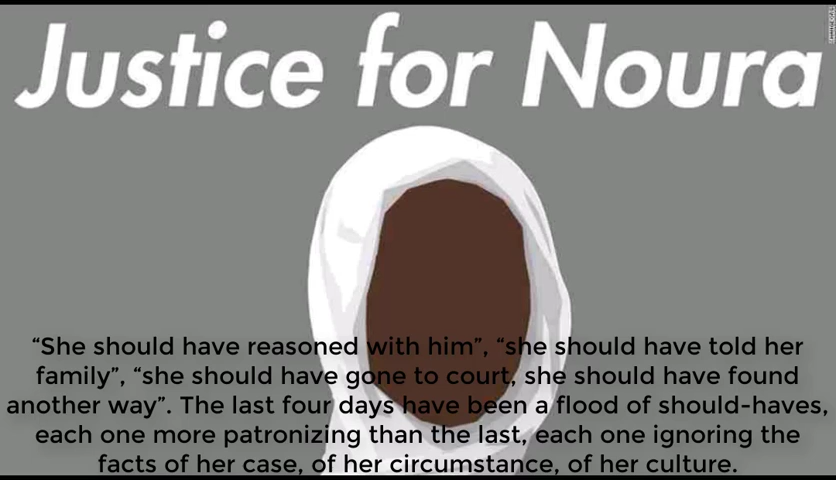 Justice for Noura
“She should have reasoned with him”, “she should have told her
family”, “she should have gone to court, she should have found
another way”. The last four days have been a flood of should-haves,
each one more patronizing than the last, each one ignoring the
facts of her case, of her circumstance, of her culture.